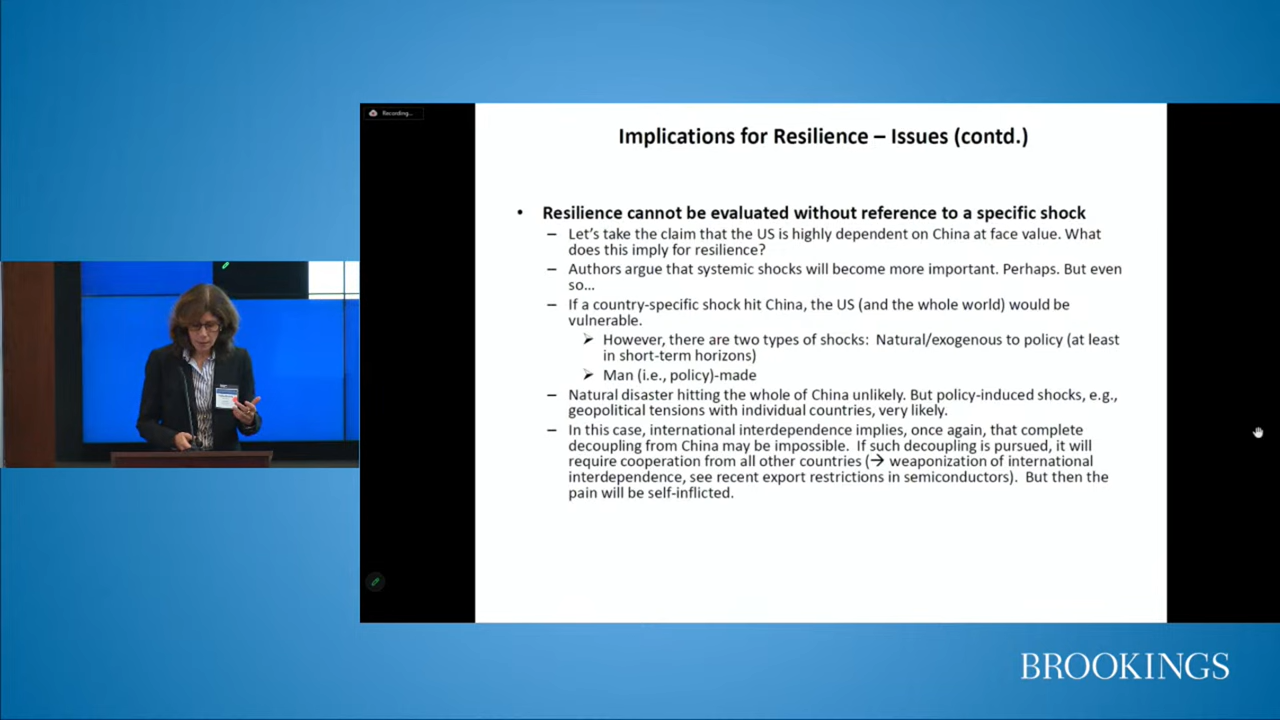 Recording...
Implications for Resilience – Issues (contd.)
• Resilience cannot be evaluated without reference to a specific shock
– Let's take the claim that the US is highly dependent on China at face value. What
does this imply for resilience?
– Authors argue that systemic shocks will become more important. Perhaps. But even
so...
– If a country-specific shock hit China, the US (and the whole world) would be
vulnerable.
➢ However, there are two types of shocks: Natural/exogenous to policy (at least
in short-term horizons)
➢ Man (i.e., policy)-made
– Natural disaster hitting the whole of China unlikely. But policy-induced shocks, e.g.,
geopolitical tensions with individual countries, very likely.
– In this case, international interdependence implies, once again, that complete
decoupling from China may be impossible. If such decoupling is pursued, it will
require cooperation from all other countries (→ weaponization of international
interdependence, see recent export restrictions in semiconductors). But then the
pain will be self-inflicted.
BROOKINGS